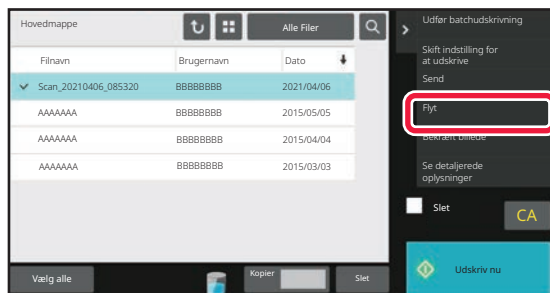 Hovedmappe
Alle Filer
Filnavn Brugernavn Dato
Scan_20210406_085320 BBBBBBBB 2021/04/06
AAAAAAA BBBBBBBB 2015/05/05
AAAAAAA BBBBBBBB 2015/04/04
AAAAAAA BBBBBBBB 2015/03/03
Vælg alle
Kopier
Slet
Udfør batchudskrivning
Skift indstilling for
at udskrive
Send
Flyt
Bekræft billede
Se detaljerede
oplysninger
Slet
CA
Udskriv nu